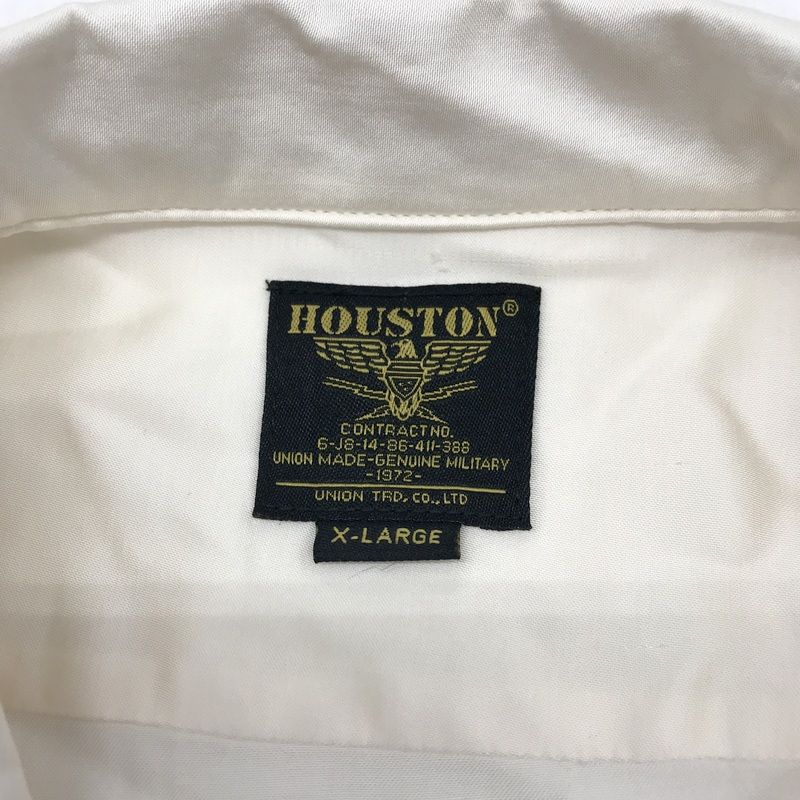 HOUSTON®
CONTRACT NO.
6-J8-14-86-411-388
UNION MADE-GENUINE MILITARY
-1972-
UNION TRD, CO., LTD
X-LARGE